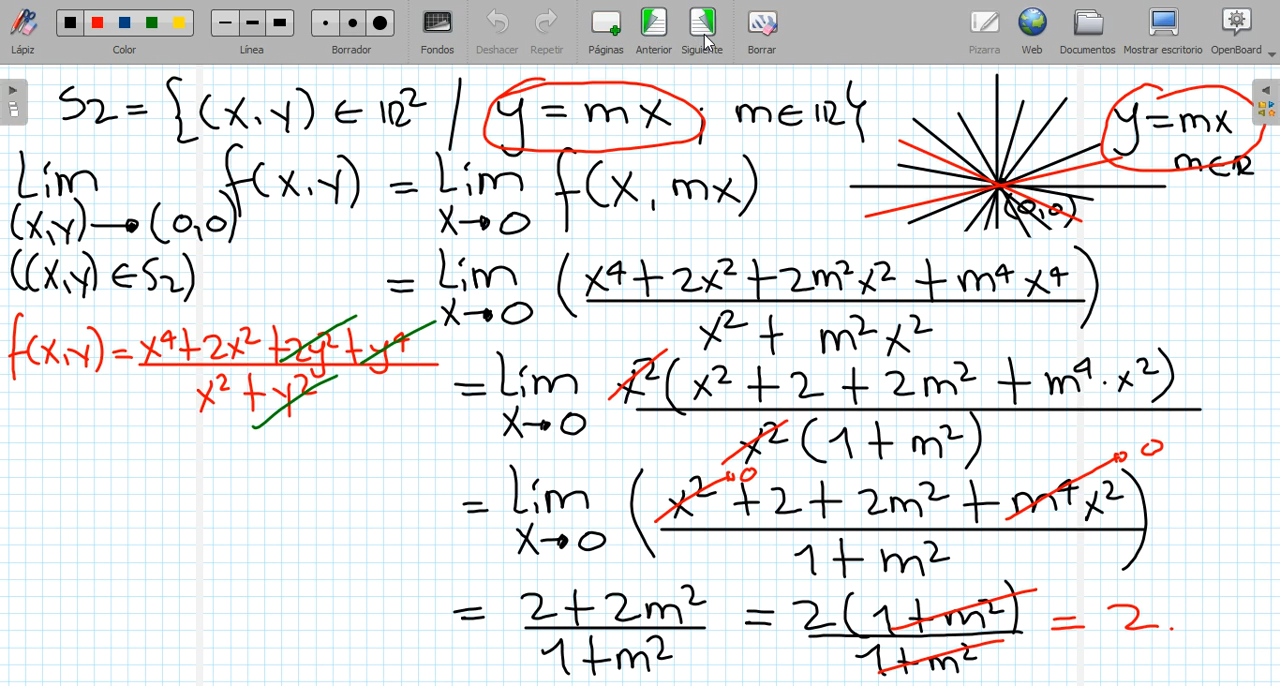 Lápiz Color Línea Borrador Fondos Deshacer Repetir Páginas Anterior Siguiente Borrar Pizarra Web Documentos Mostrar escritorio OpenBoard
S2 = {(x,y) ∈ ℝ² / y = mx ; m∈ℝ}
y = mx
m∈ℝ
(0,0)
Lim f(x,y) = Lim f(x, mx)
(x,y)→(0,0) x→0
((x,y) ∈ S2)
= Lim (x⁴ + 2x² + 2m²x² + m⁴x⁴)
x→0 x² + m²x²
f(x,y) = x⁴ + 2x² + 2y² + y⁴
x² + y²
= Lim x²(x² + 2 + 2m² + m⁴·x²)
x→0 x²(1 + m²)
0 0
= Lim (x² + 2 + 2m² + m⁴x²)
x→0 1 + m²
= 2 + 2m² = 2(1 + m²) = 2.
1 + m² 1 + m²